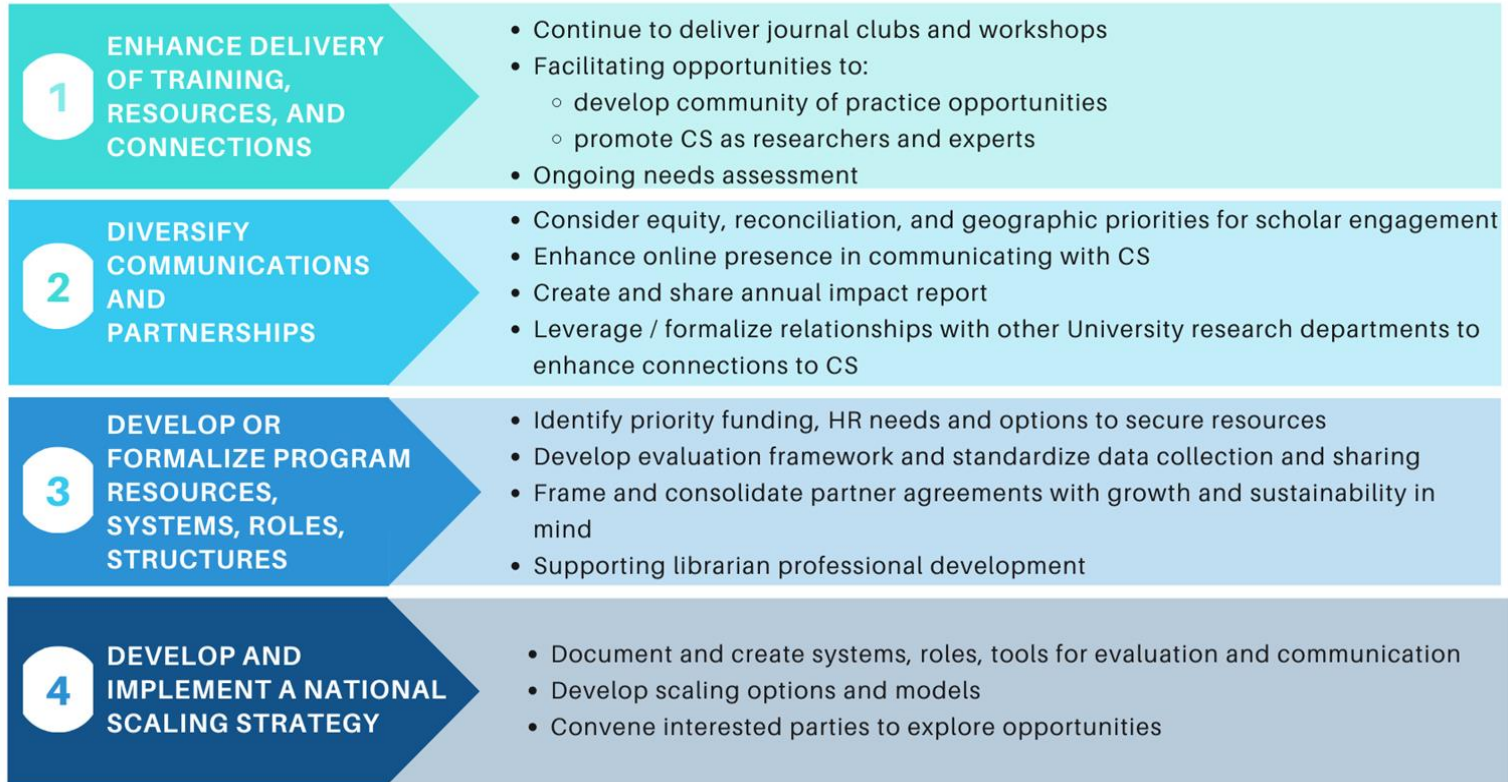 1
ENHANCE DELIVERY
OF TRAINING,
RESOURCES, AND
CONNECTIONS
• Continue to deliver journal clubs and workshops
• Facilitating opportunities to:
◦ develop community of practice opportunities
◦ promote CS as researchers and experts
• Ongoing needs assessment
2
DIVERSIFY
COMMUNICATIONS
AND
PARTNERSHIPS
• Consider equity, reconciliation, and geographic priorities for scholar engagement
• Enhance online presence in communicating with CS
• Create and share annual impact report
• Leverage / formalize relationships with other University research departments to
enhance connections to CS
3
DEVELOP OR
FORMALIZE PROGRAM
RESOURCES,
SYSTEMS, ROLES,
STRUCTURES
• Identify priority funding, HR needs and options to secure resources
• Develop evaluation framework and standardize data collection and sharing
• Frame and consolidate partner agreements with growth and sustainability in
mind
• Supporting librarian professional development
4
DEVELOP AND
IMPLEMENT A NATIONAL
SCALING STRATEGY
• Document and create systems, roles, tools for evaluation and communication
• Develop scaling options and models
• Convene interested parties to explore opportunities